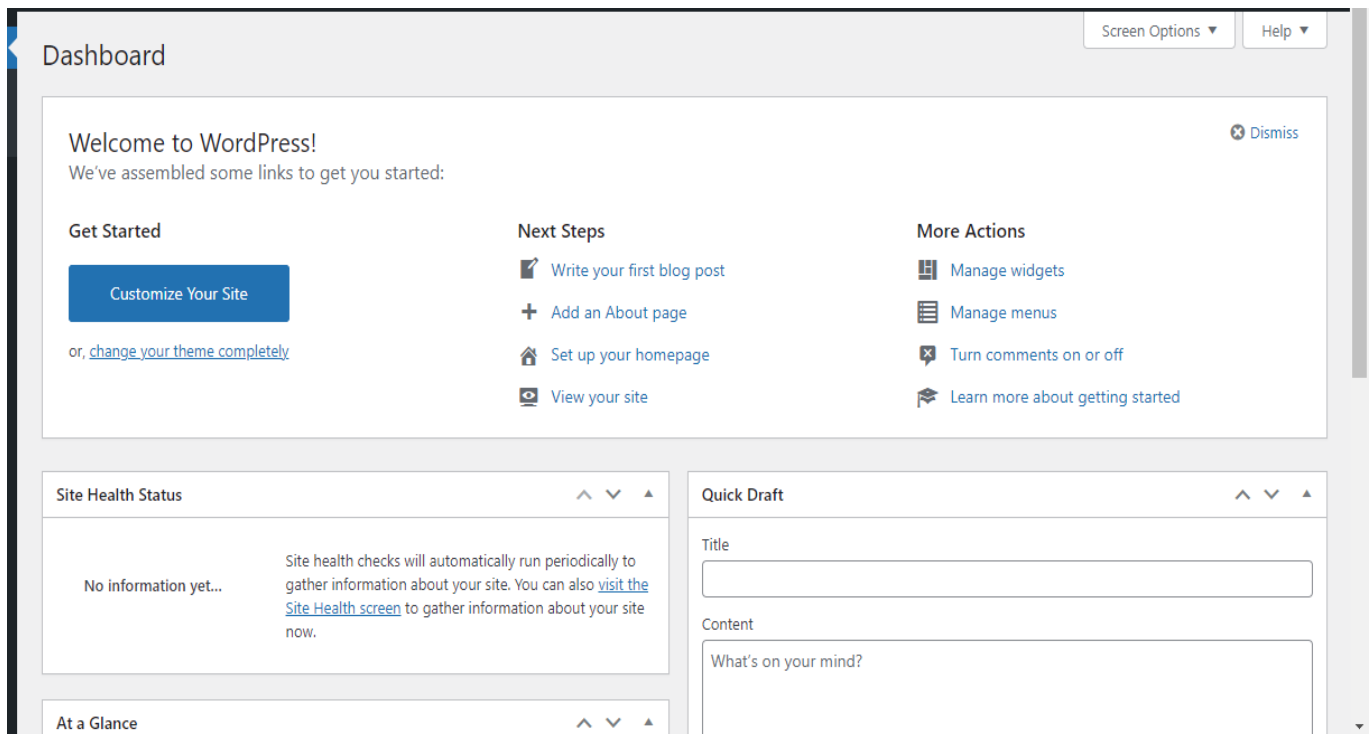 Screen Options ▼
Help ▼
Dashboard
Welcome to WordPress!
Dismiss
We've assembled some links to get you started:
Get Started
Customize Your Site
or, change your theme completely
Next Steps
Write your first blog post
Add an About page
Set up your homepage
View your site
More Actions
Manage widgets
Manage menus
Turn comments on or off
Learn more about getting started
Site Health Status
No information yet...
Site health checks will automatically run periodically to
gather information about your site. You can also visit the
Site Health screen to gather information about your site
now.
At a Glance
Quick Draft
Title
Content
What's on your mind?